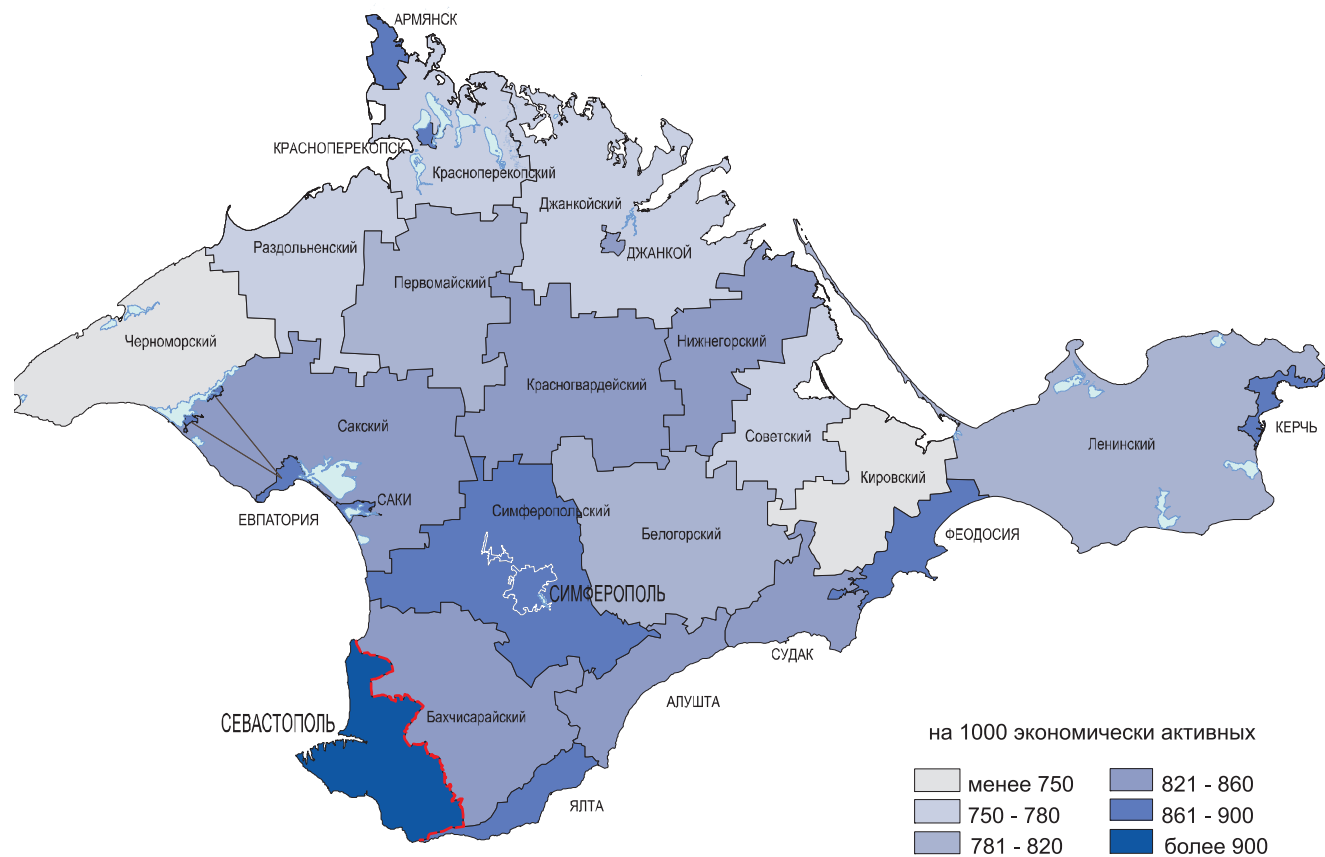 АРМЯНСК
КРАСНОПЕРЕКОПСК
Красноперекопский
Джанкойский
Раздольненский
ДЖАНКОЙ
Первомайский
Черноморский
Нижнегорский
Красногвардейский
Сакский
Советский
Ленинский
КЕРЧЬ
Кировский
САКИ
ЕВПАТОРИЯ
Симферопольский
Белогорский
ФЕОДОСИЯ
СИМФЕРОПОЛЬ
СУДАК
АЛУШТА
СЕВАСТОПОЛЬ
Бахчисарайский
ЯЛТА
на 1000 экономически активных
менее 750
750 - 780
781 - 820
821 - 860
861 - 900
более 900